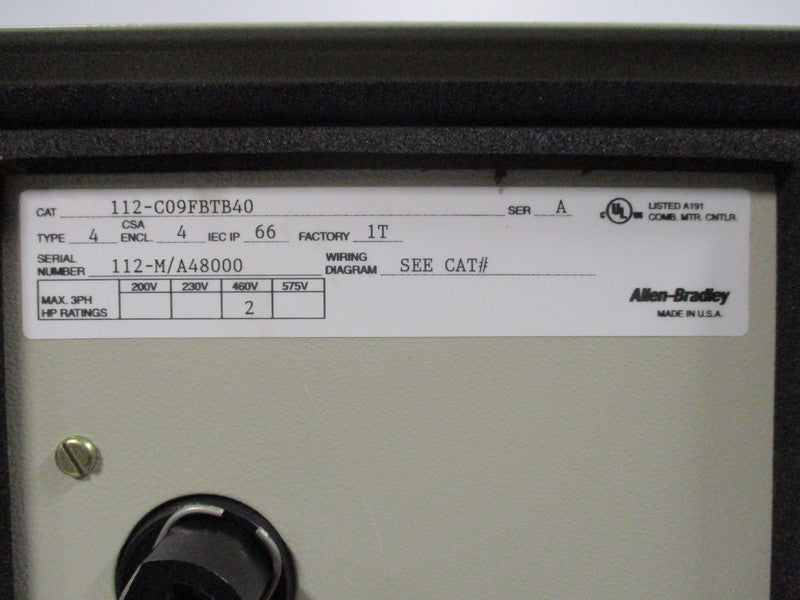 CAT 112-C09FBTB40 SER A
c UL us LISTED A191
COMB. MTR. CNTLR.
TYPE 4 CSA ENCL. 4 IEC IP 66 FACTORY 1T
SERIAL NUMBER 112-M/A48000 WIRING DIAGRAM SEE CAT#
200V 230V 460V 575V
MAX. 3PH
HP RATINGS 2
Allen-Bradley
MADE IN U.S.A.